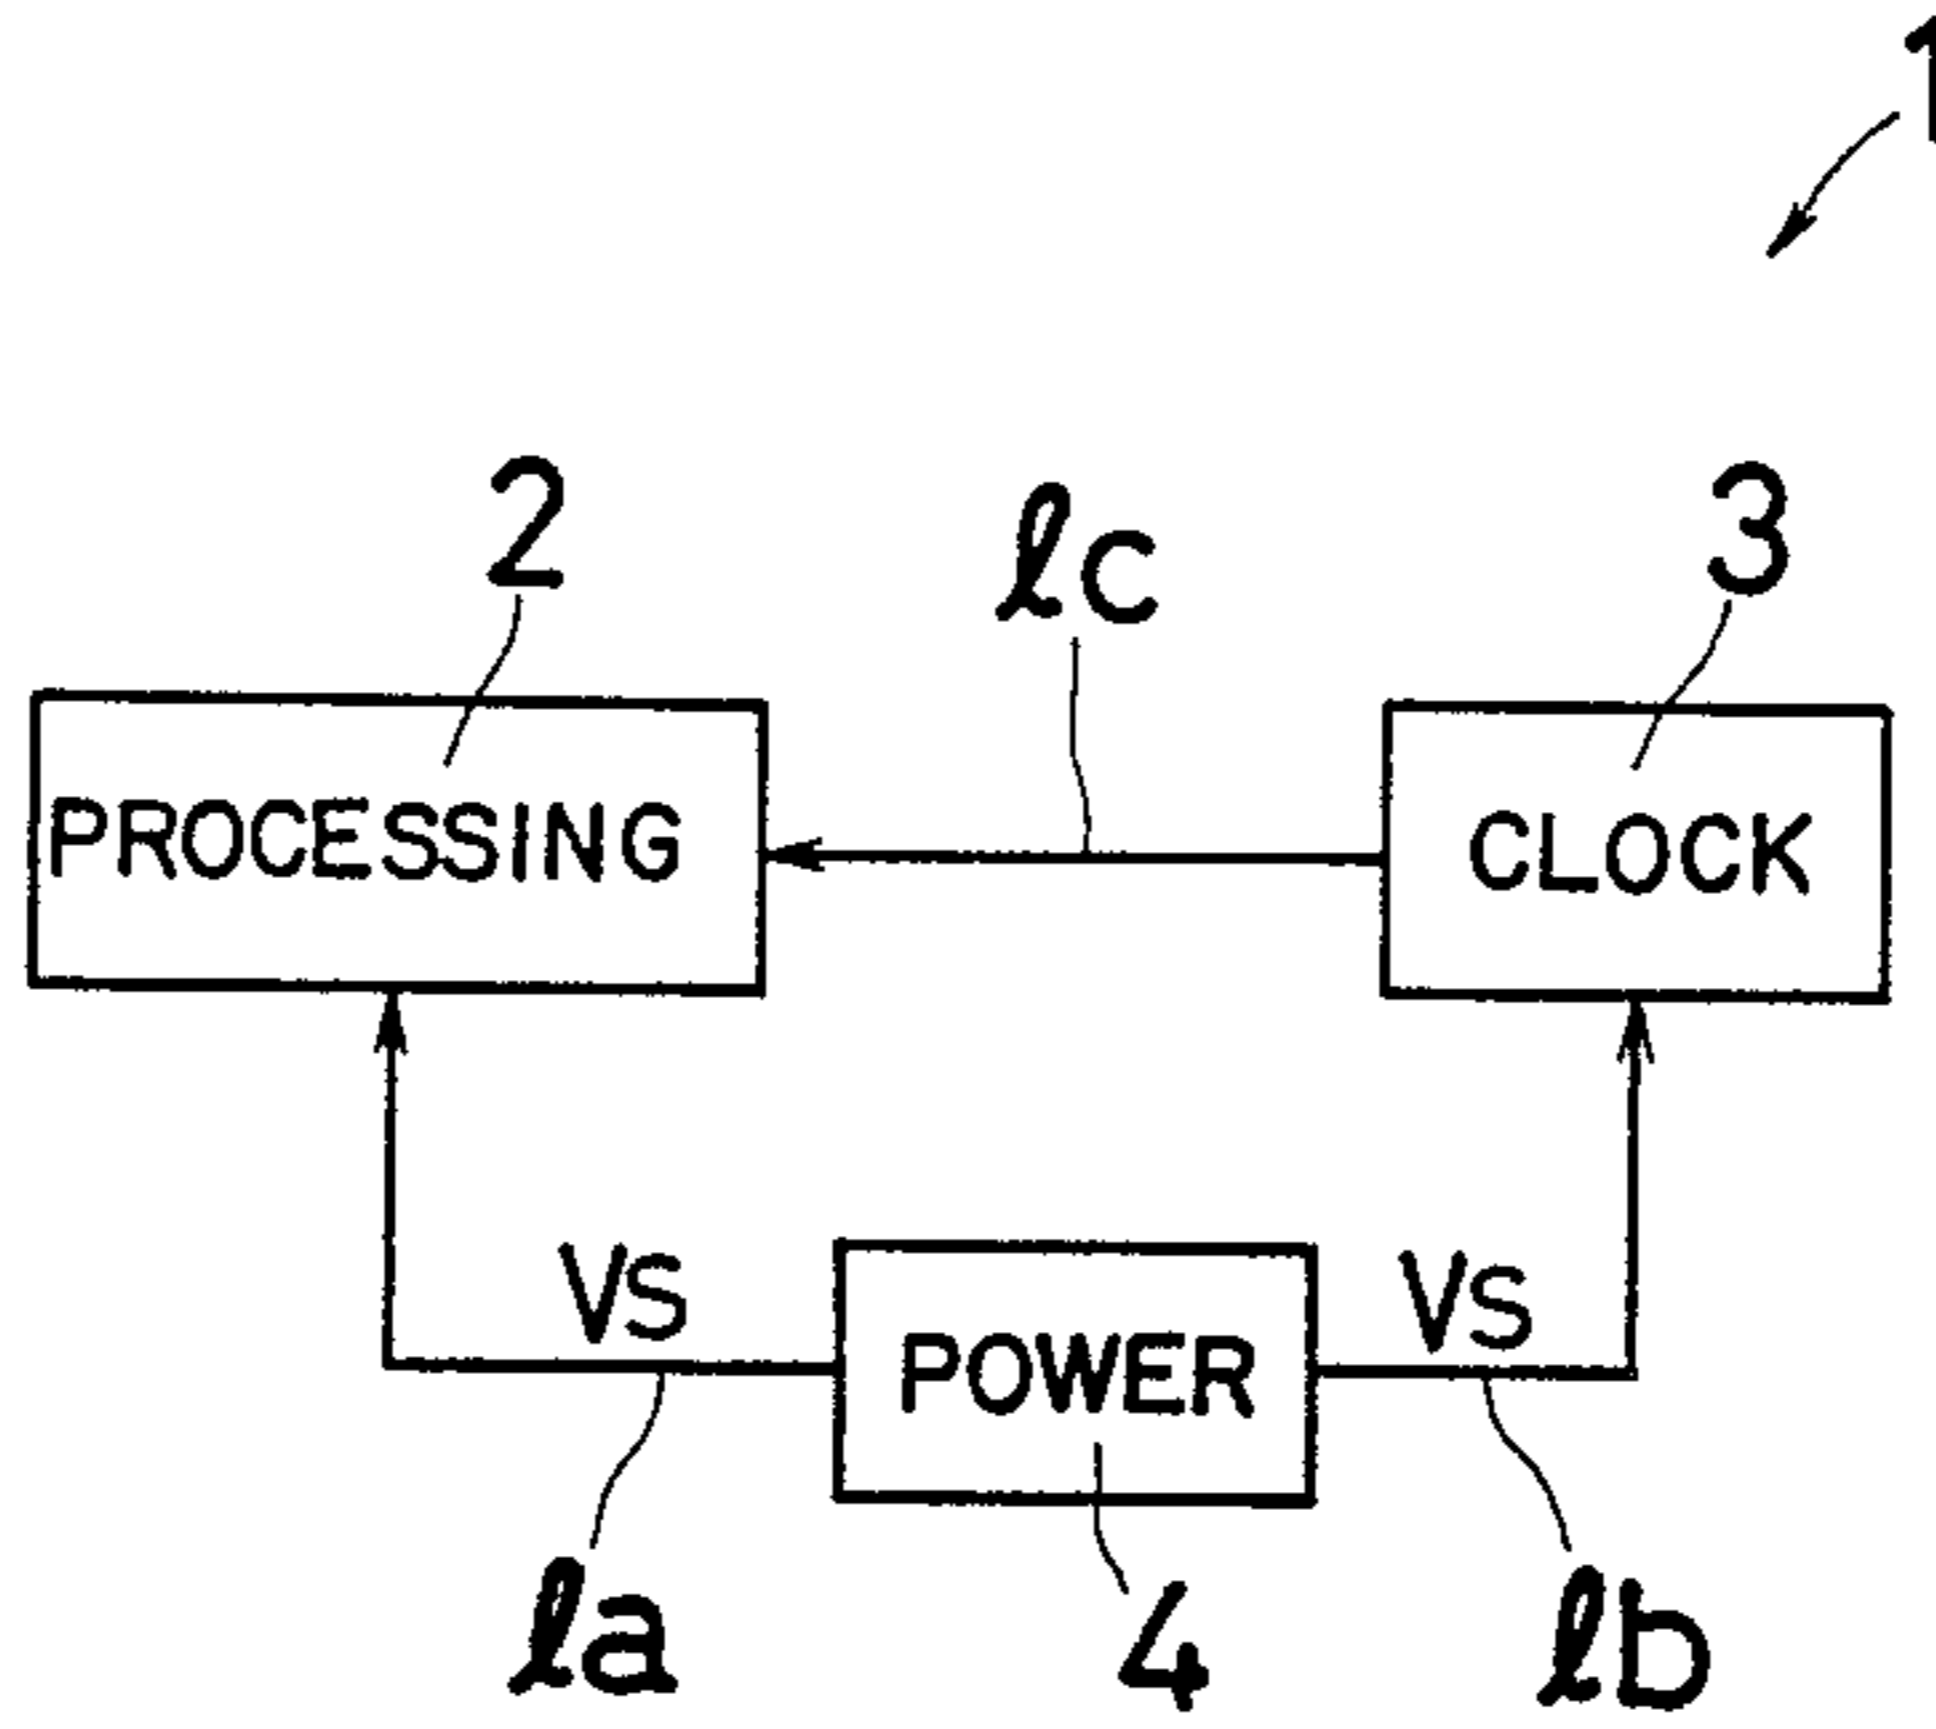 1
2
ℓc
3
PROCESSING
CLOCK
VS
VS
POWER
ℓa
4
ℓb